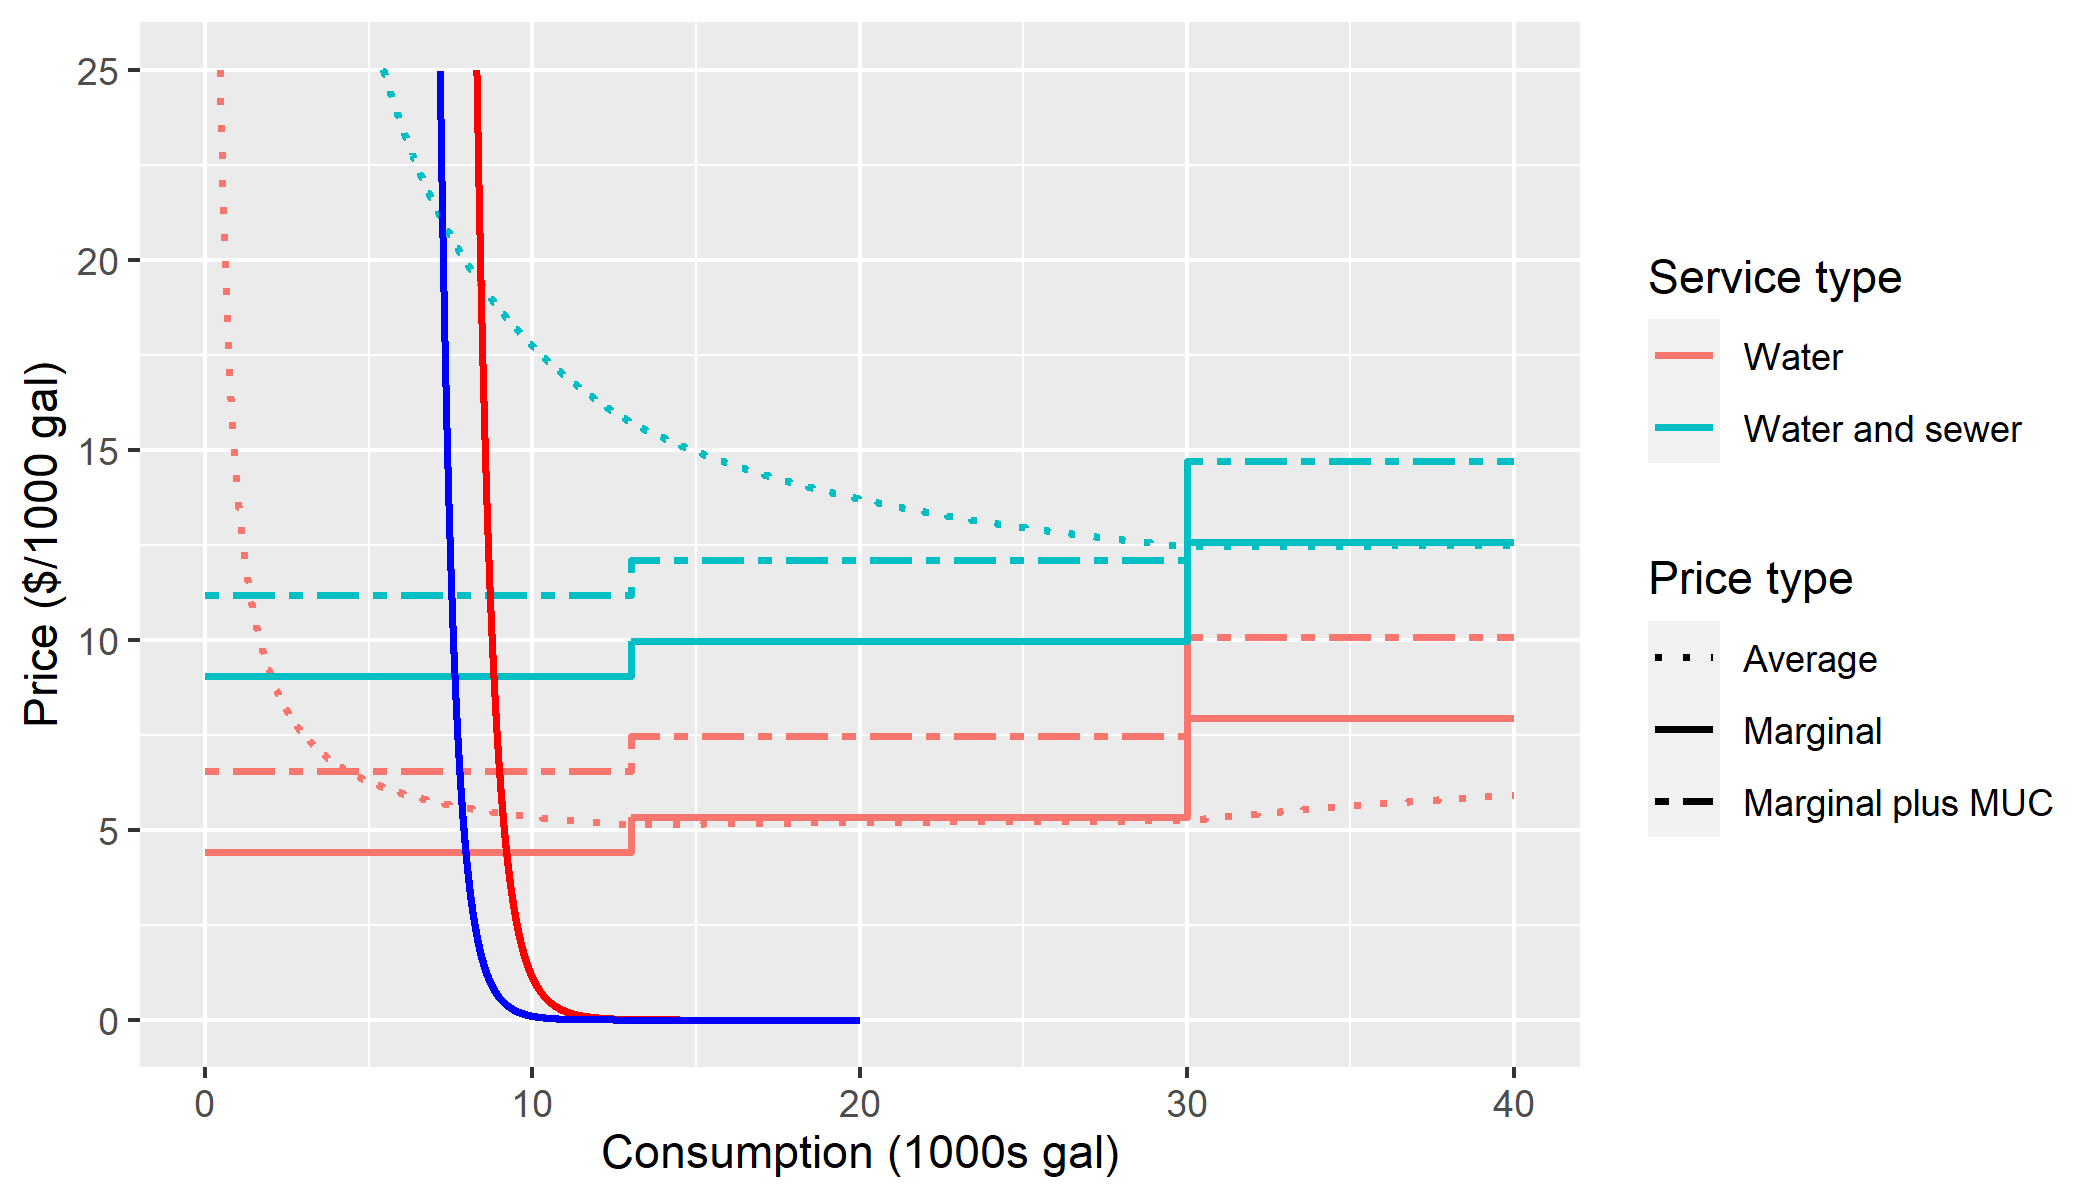 25
20
15
10
5
0
Price ($/1000 gal)
0 10 20 30 40
Consumption (1000s gal)
Service type
Water
Water and sewer
Price type
Average
Marginal
Marginal plus MUC